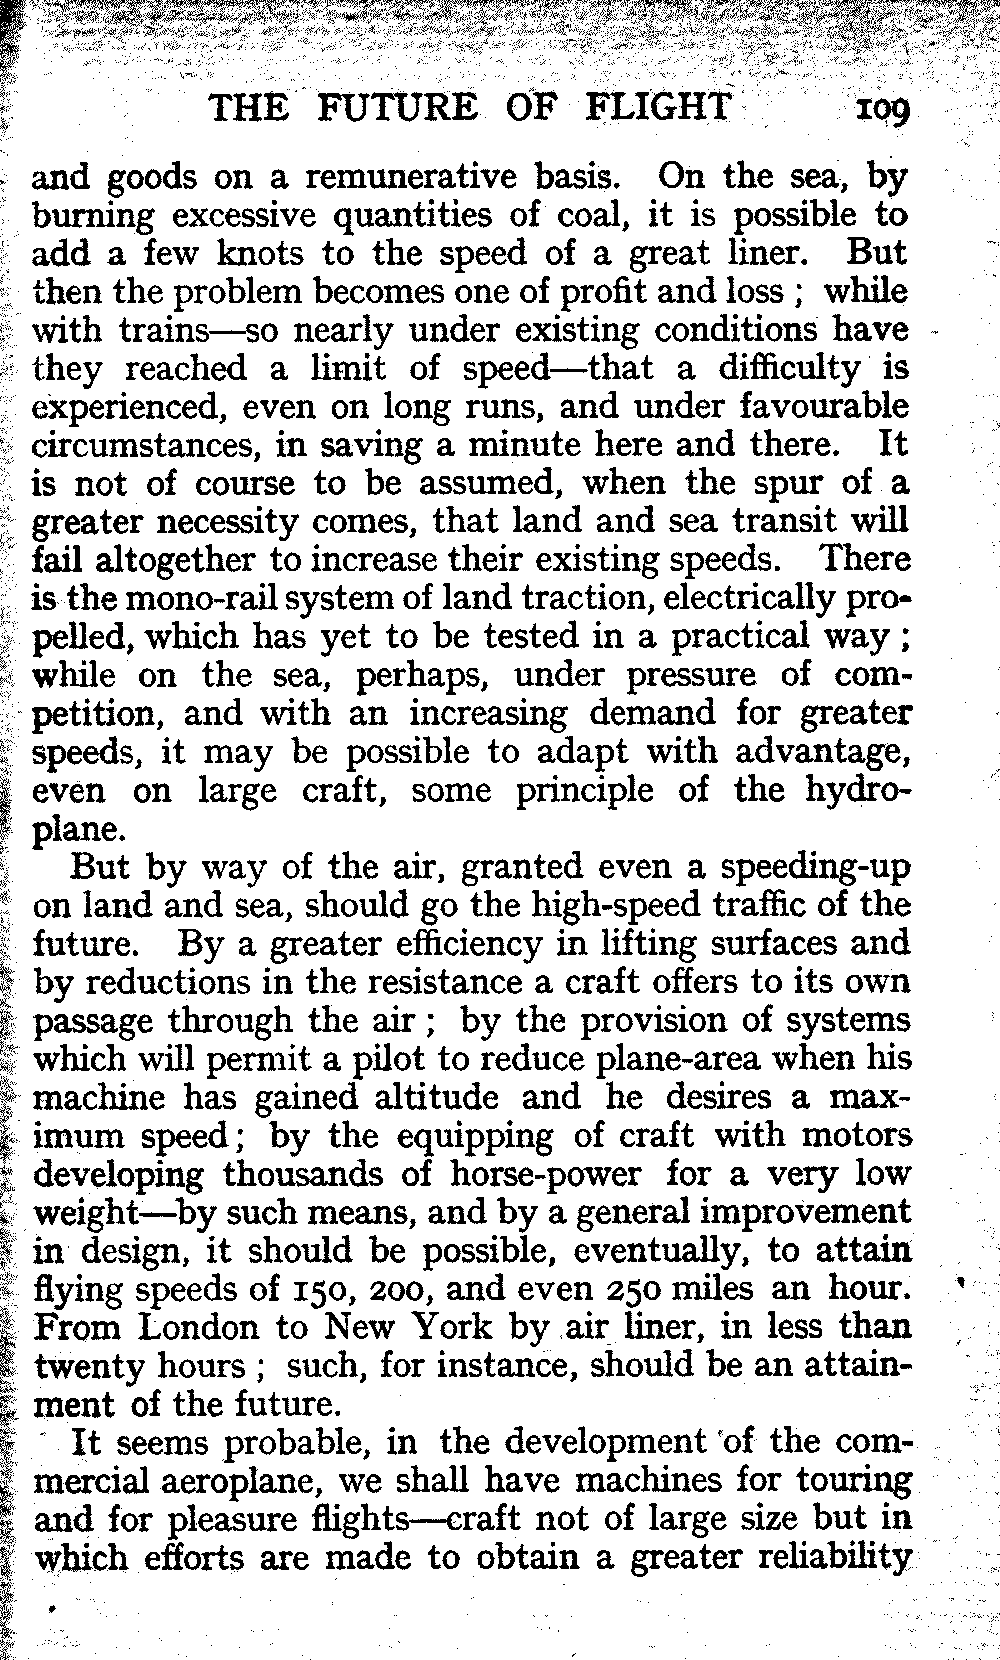 THE FUTURE OF FLIGHT 109
and goods on a remunerative basis. On the sea, by
burning excessive quantities of coal, it is possible to
add a few knots to the speed of a great liner. But
then the problem becomes one of profit and loss ; while
with trains—so nearly under existing conditions have
they reached a limit of speed—that a difficulty is
experienced, even on long runs, and under favourable
circumstances, in saving a minute here and there. It
is not of course to be assumed, when the spur of a
greater necessity comes, that land and sea transit will
fail altogether to increase their existing speeds. There
is the mono-rail system of land traction, electrically pro-
pelled, which has yet to be tested in a practical way ;
while on the sea, perhaps, under pressure of com-
petition, and with an increasing demand for greater
speeds, it may be possible to adapt with advantage,
even on large craft, some principle of the hydro-
plane.
But by way of the air, granted even a speeding-up
on land and sea, should go the high-speed traffic of the
future. By a greater efficiency in lifting surfaces and
by reductions in the resistance a craft offers to its own
passage through the air ; by the provision of systems
which will permit a pilot to reduce plane-area when his
machine has gained altitude and he desires a max-
imum speed ; by the equipping of craft with motors
developing thousands of horse-power for a very low
weight—by such means, and by a general improvement
in design, it should be possible, eventually, to attain
flying speeds of 150, 200, and even 250 miles an hour.
From London to New York by air liner, in less than
twenty hours ; such, for instance, should be an attain-
ment of the future.
It seems probable, in the development of the com-
mercial aeroplane, we shall have machines for touring
and for pleasure flights—craft not of large size but in
which efforts are made to obtain a greater reliability